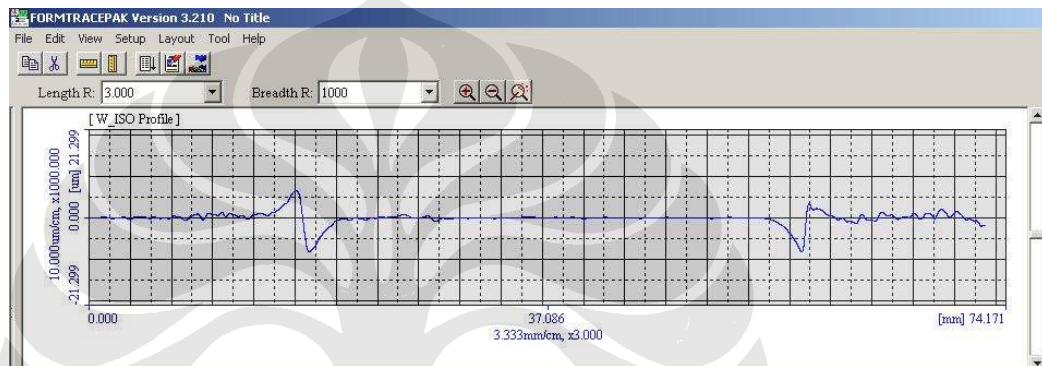 FORMTRACEPAK Version 3.210 No Title
File Edit View Setup Layout Tool Help
Length R: 3.000 Breadth R: 1000
[ W_ISO Profile ]
10.000um/cm, x1000.000
-21.299 0.000 [um] 21.299
0.000 37.086 [mm] 74.171
3.333mm/cm, x3.000